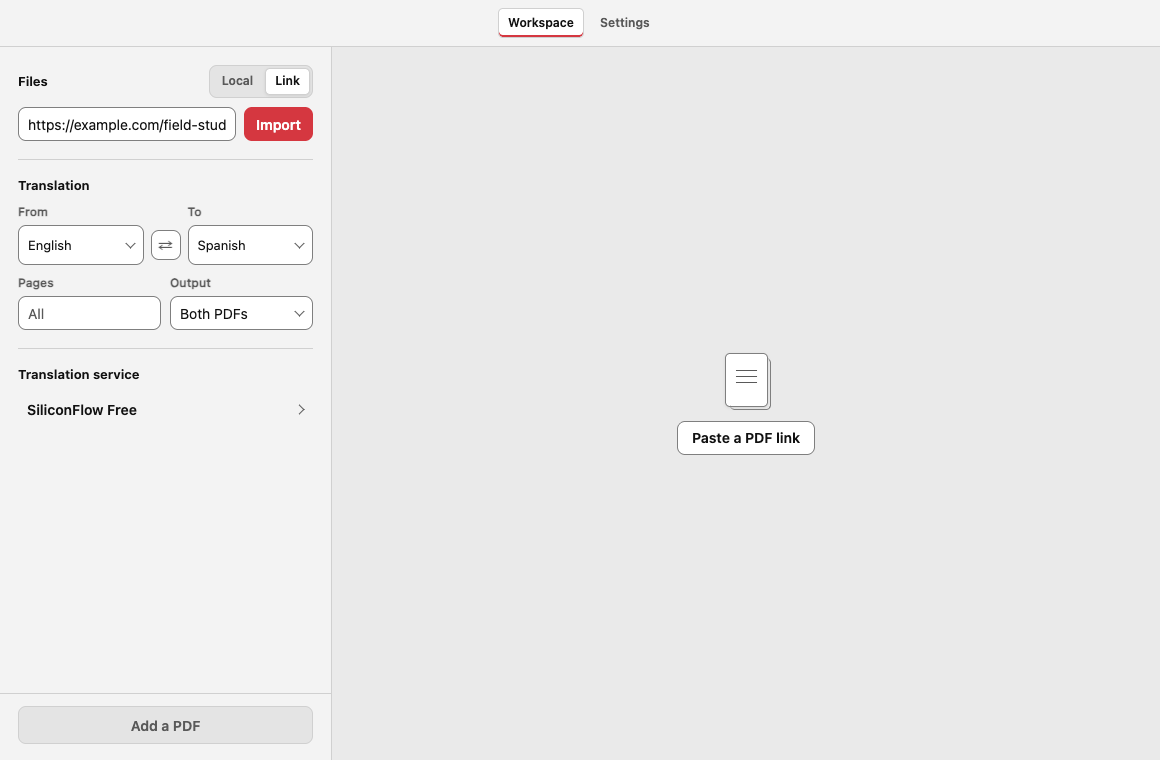 Workspace
Settings
Files
Local
Link
https://example.com/field-stud
Import
Translation
From
To
English
Spanish
Pages
Output
All
Both PDFs
Translation service
SiliconFlow Free
Paste a PDF link
Add a PDF